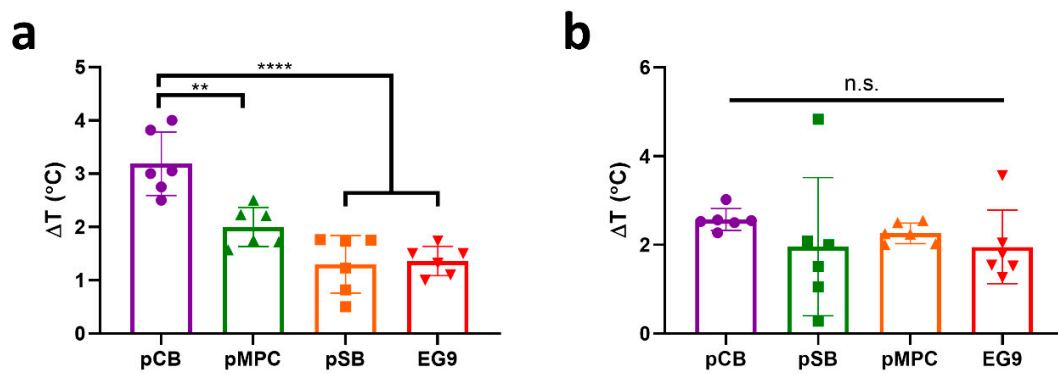 a
5
4
3
2
1
0
ΔT (°C)
****
**
pCB pMPC pSB EG9
b
6
4
2
0
ΔT (°C)
n.s.
pCB pSB pMPC EG9